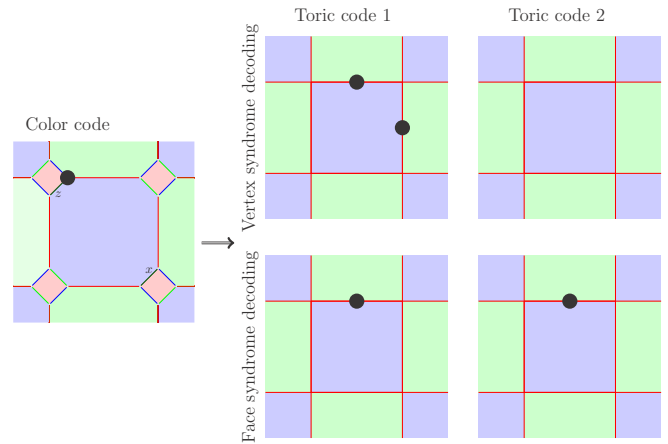 Toric code 1
Toric code 2
Vertex syndrome decoding
Color code
z
x
Face syndrome decoding